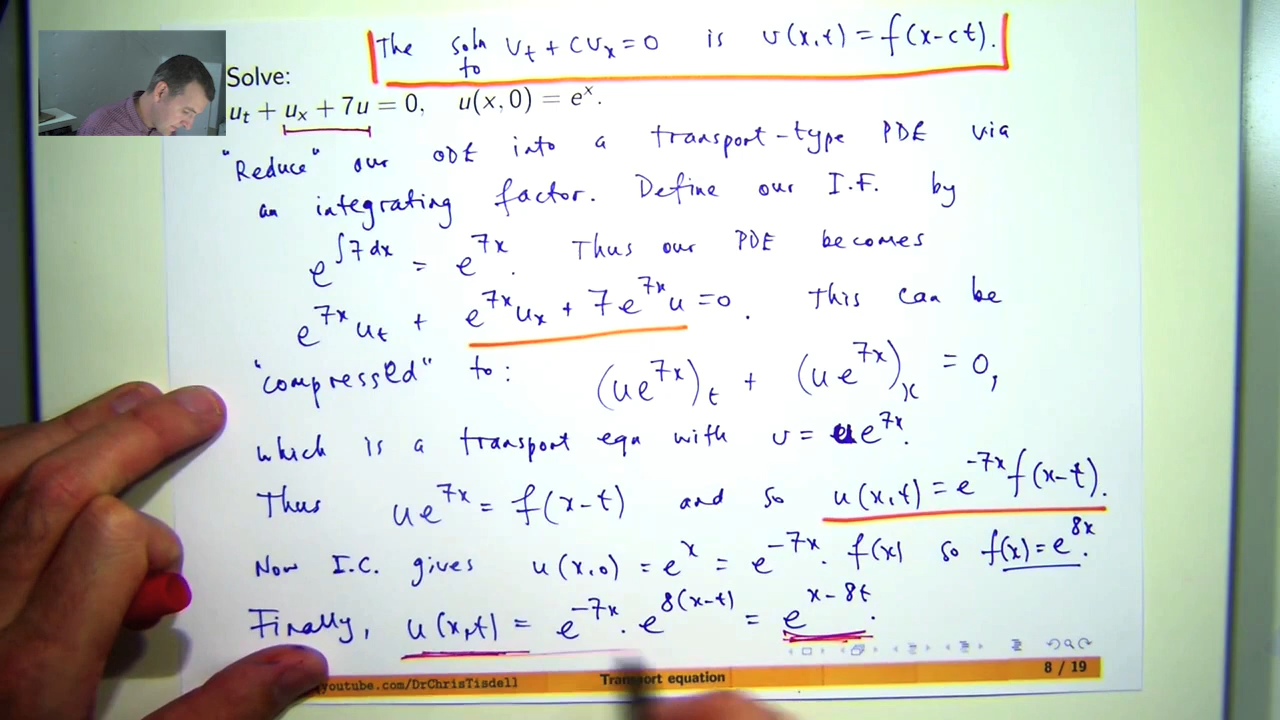 The soln to v_t + c v_x = 0 is v(x,t) = f(x-ct).
Solve:
u_t + u_x + 7u = 0, u(x, 0) = e^x.
"Reduce" our ODE into a transport-type PDE via
an integrating factor. Define our I.F. by
e^{∫7dx} = e^{7x}. Thus our PDE becomes
e^{7x} u_t + e^{7x} u_x + 7e^{7x} u = 0. This can be
"compressed" to: (ue^{7x})_t + (ue^{7x})_x = 0,
which is a transport eqn with v = ue^{7x}.
Thus ue^{7x} = f(x-t) and so u(x,t) = e^{-7x} f(x-t).
Now I.C. gives u(x,0) = e^x = e^{-7x}. f(x) so f(x) = e^{8x}.
Finally, u(x,t) = e^{-7x}. e^{8(x-t)} = e^{x-8t}.
youtube.com/DrChrisTisdell Transport equation 8 / 19